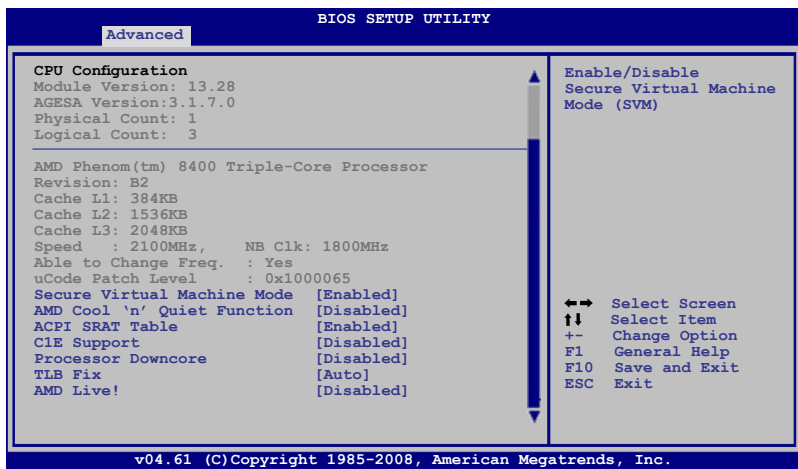 BIOS SETUP UTILITY
Advanced
CPU Configuration
Module Version: 13.28
AGESA Version:3.1.7.0
Physical Count: 1
Logical Count: 3
AMD Phenom(tm) 8400 Triple-Core Processor
Revision: B2
Cache L1: 384KB
Cache L2: 1536KB
Cache L3: 2048KB
Speed : 2100MHz, NB Clk: 1800MHz
Able to Change Freq. : Yes
uCode Patch Level : 0x1000065
Secure Virtual Machine Mode [Enabled]
AMD Cool ‘n’ Quiet Function [Disabled]
ACPI SRAT Table [Enabled]
C1E Support [Disabled]
Processor Downcore [Disabled]
TLB Fix [Auto]
AMD Live! [Disabled]
Enable/Disable
Secure Virtual Machine
Mode (SVM)
←→ Select Screen
↑↓ Select Item
+- Change Option
F1 General Help
F10 Save and Exit
ESC Exit
v04.61 (C)Copyright 1985-2008, American Megatrends, Inc.